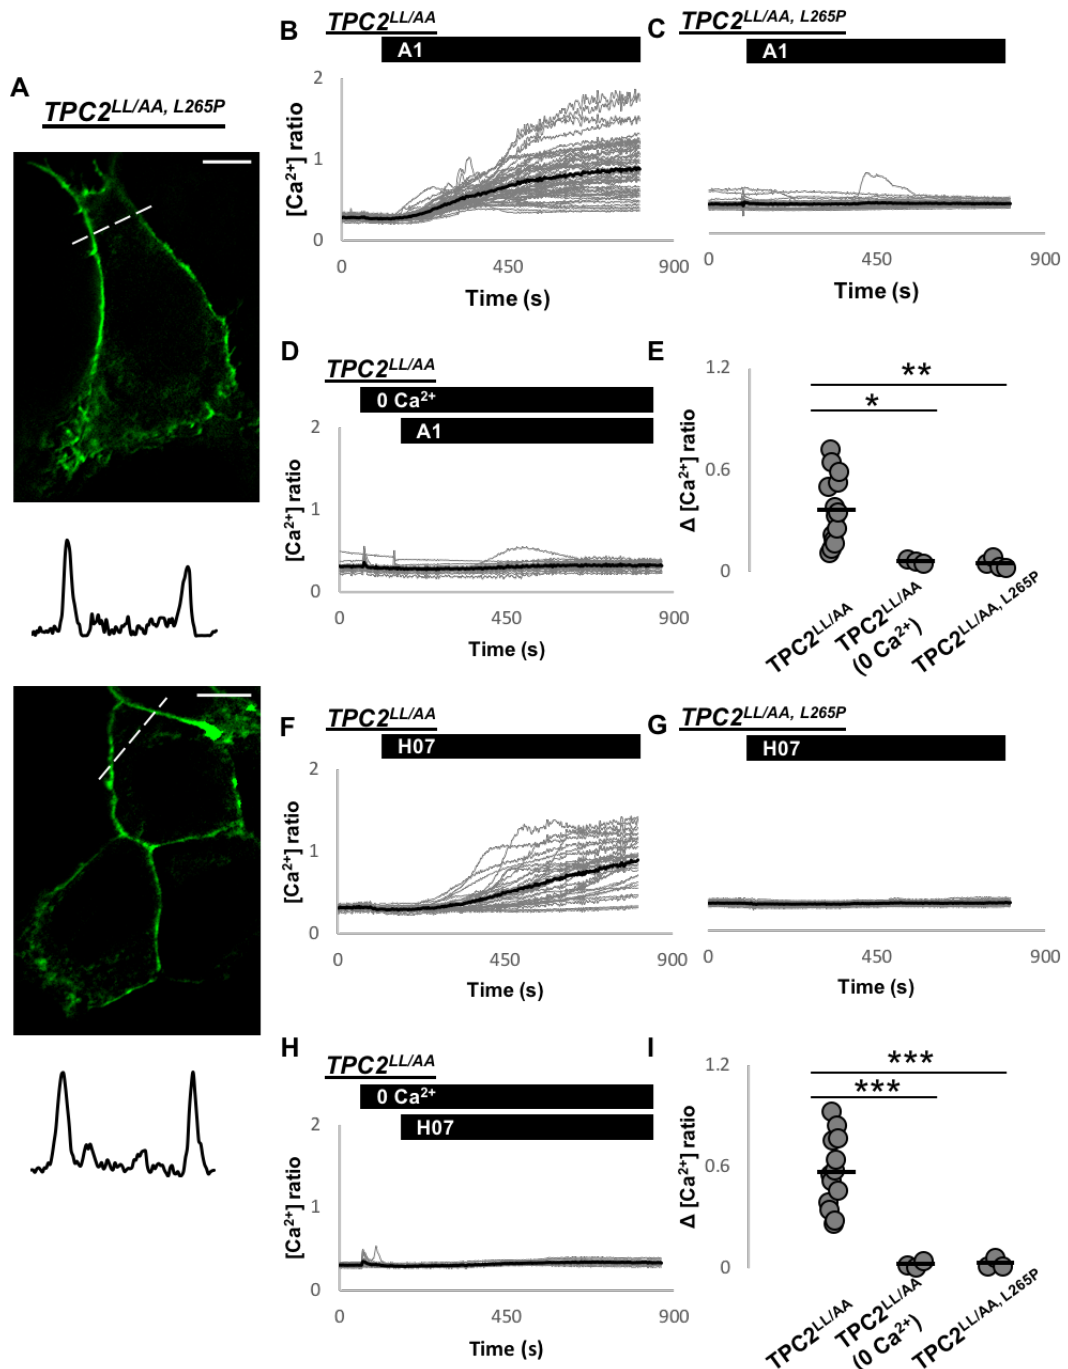 A
TPC2LL/AA, L265P
B
TPC2LL/AA
A1
[Ca2+] ratio
2
1
0
0
450
900
Time (s)
C
TPC2LL/AA, L265P
A1
0
450
900
Time (s)
D
TPC2LL/AA
0 Ca2+
A1
[Ca2+] ratio
2
1
0
0
450
900
Time (s)
E
Δ [Ca2+] ratio
1.2
0.6
0
**
*
TPC2LL/AA
TPC2LL/AA
(0 Ca2+)
TPC2LL/AA, L265P
F
TPC2LL/AA
H07
[Ca2+] ratio
2
1
0
0
450
900
Time (s)
G
TPC2LL/AA, L265P
H07
0
450
900
Time (s)
H
TPC2LL/AA
0 Ca2+
H07
[Ca2+] ratio
2
1
0
0
450
900
Time (s)
I
Δ [Ca2+] ratio
1.2
0.6
0
***
***
TPC2LL/AA
TPC2LL/AA
(0 Ca2+)
TPC2LL/AA, L265P